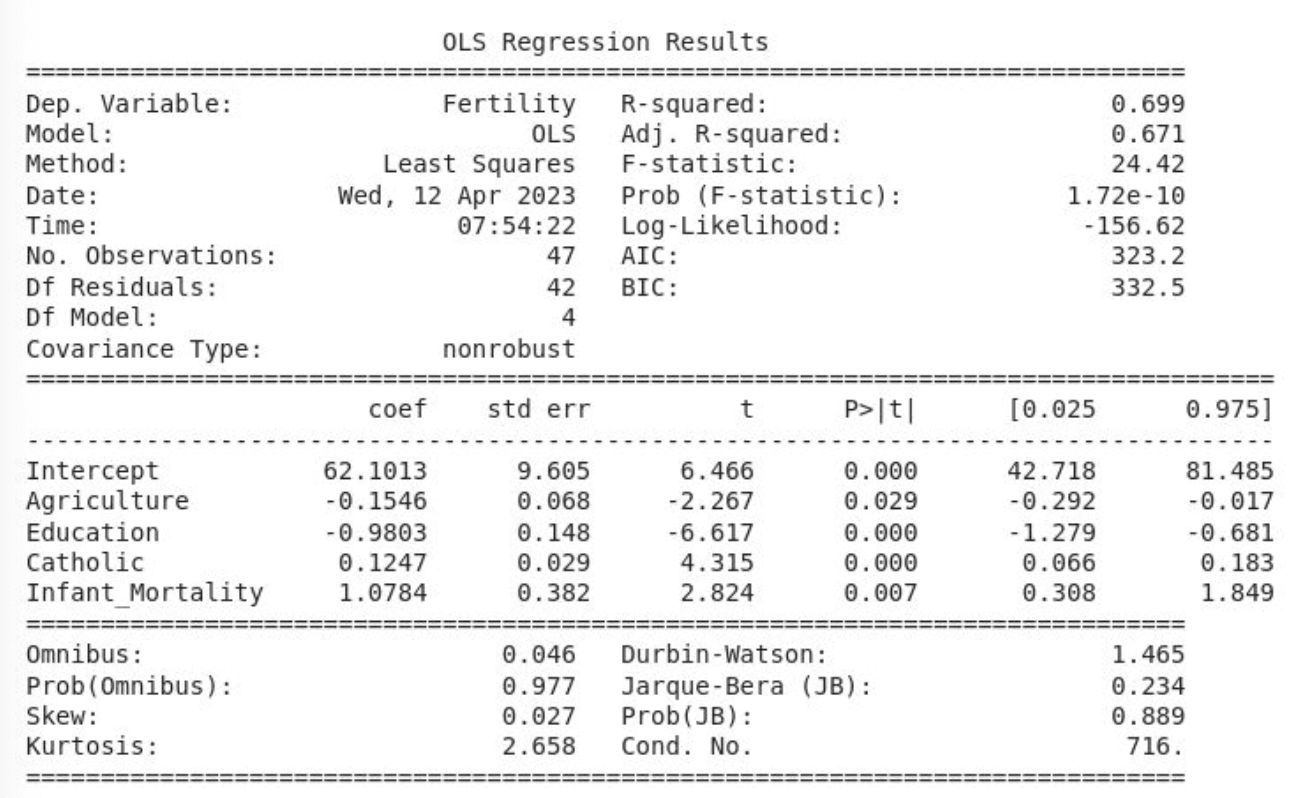 OLS Regression Results
==============================================================================
Dep. Variable:              Fertility   R-squared:                       0.699
Model:                            OLS   Adj. R-squared:                  0.671
Method:                 Least Squares   F-statistic:                     24.42
Date:                Wed, 12 Apr 2023   Prob (F-statistic):           1.72e-10
Time:                        07:54:22   Log-Likelihood:                -156.62
No. Observations:                  47   AIC:                             323.2
Df Residuals:                      42   BIC:                             332.5
Df Model:                           4
Covariance Type:            nonrobust
====================================================================================
                       coef    std err          t      P>|t|      [0.025      0.975]
------------------------------------------------------------------------------------
Intercept           62.1013      9.605      6.466      0.000      42.718      81.485
Agriculture         -0.1546      0.068     -2.267      0.029      -0.292      -0.017
Education           -0.9803      0.148     -6.617      0.000      -1.279      -0.681
Catholic             0.1247      0.029      4.315      0.000       0.066       0.183
Infant_Mortality     1.0784      0.382      2.824      0.007       0.308       1.849
==============================================================================
Omnibus:                        0.046   Durbin-Watson:                   1.465
Prob(Omnibus):                  0.977   Jarque-Bera (JB):                0.234
Skew:                           0.027   Prob(JB):                        0.889
Kurtosis:                       2.658   Cond. No.                         716.
==============================================================================